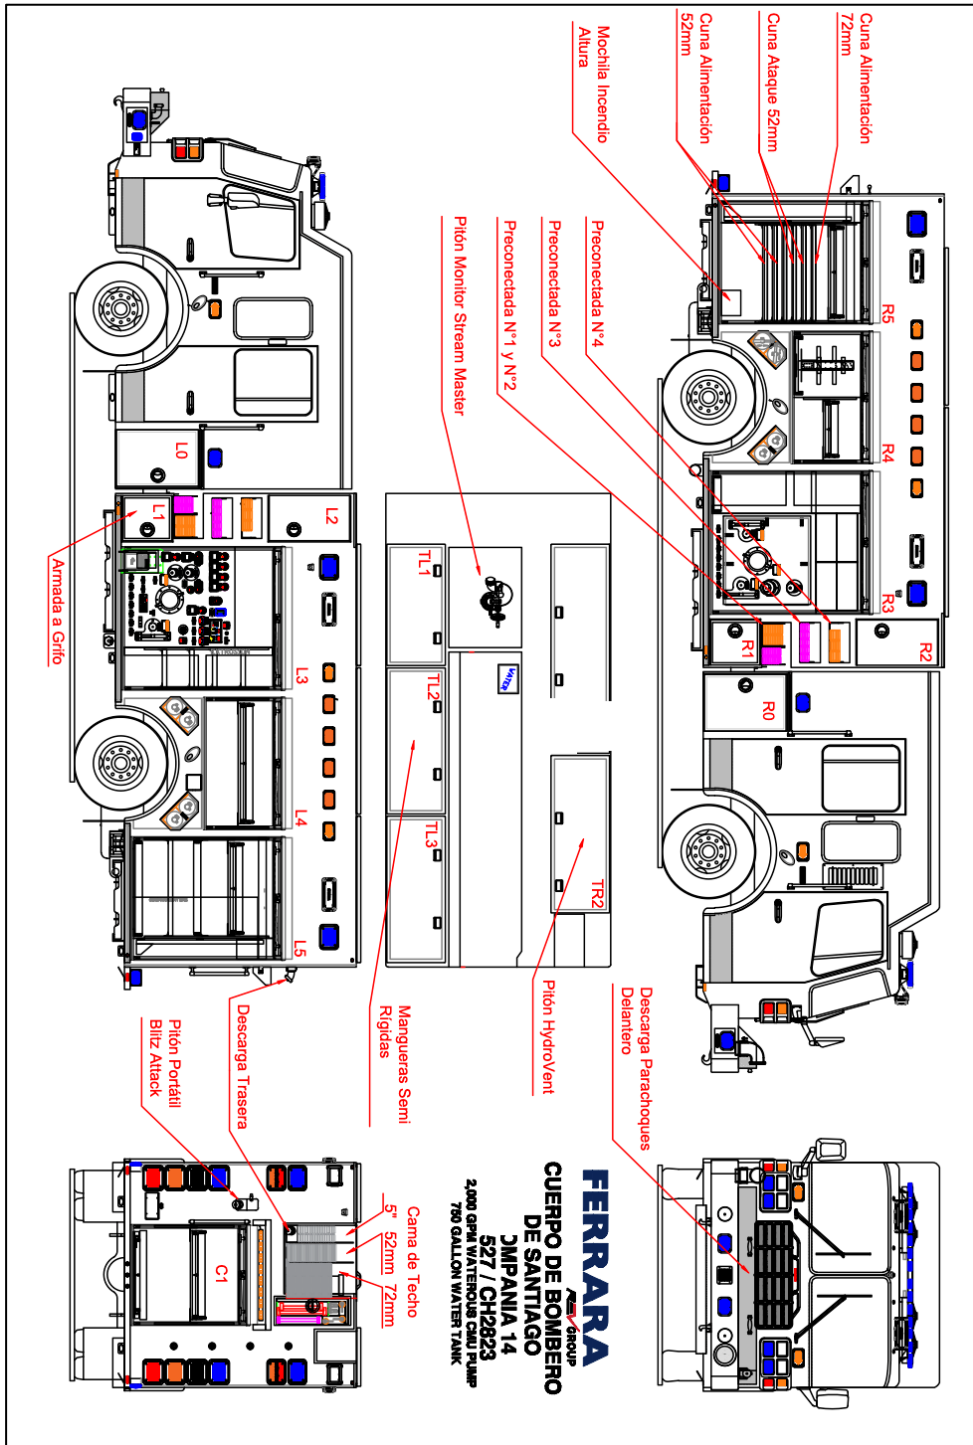 Cuna Alimentación
72mm
Cuna Ataque 52mm
Cuna Alimentación
52mm
Mochila Incendio
Altura
R5
R4
R3
R2
R1
R0
Preconectada N°4
Preconectada N°3
Preconectada N°1 y N°2
Pitón Monitor Stream Master
TL1
TL2
TL3
TR2
WATER
Pitón HydroVent
Mangueras Semi
Rígidas
L0
L1
L2
L3
L4
L5
Armada a Grifo
Descarga Trasera
Pitón Portátil
Blitz Attack
Descarga Parachoques
Delantero
FERRARA
REV GROUP
CUERPO DE BOMBERO
DE SANTIAGO
OMPANIA 14
527 / CH2823
2,000 GPM WATEROUS CMU PUMP
750 GALLON WATER TANK
Cama de Techo
5" 52mm 72mm
C1